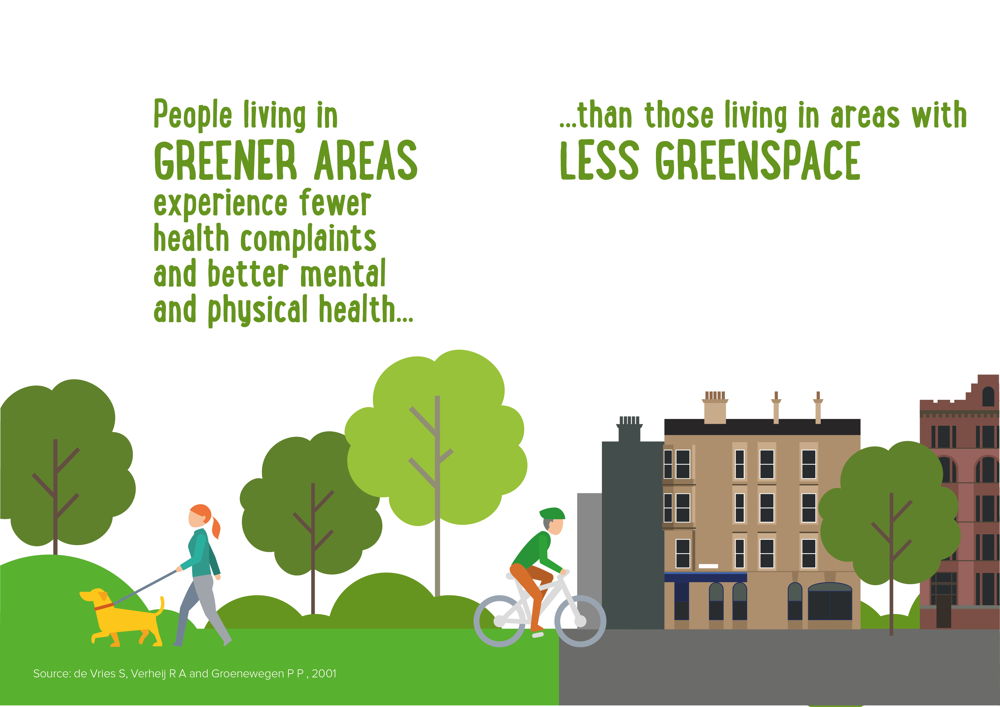 People living in
GREENER AREAS
experience fewer
health complaints
and better mental
and physical health...
...than those living in areas with
LESS GREENSPACE
Source: de Vries S, Verheij R A and Groenewegen P P , 2001